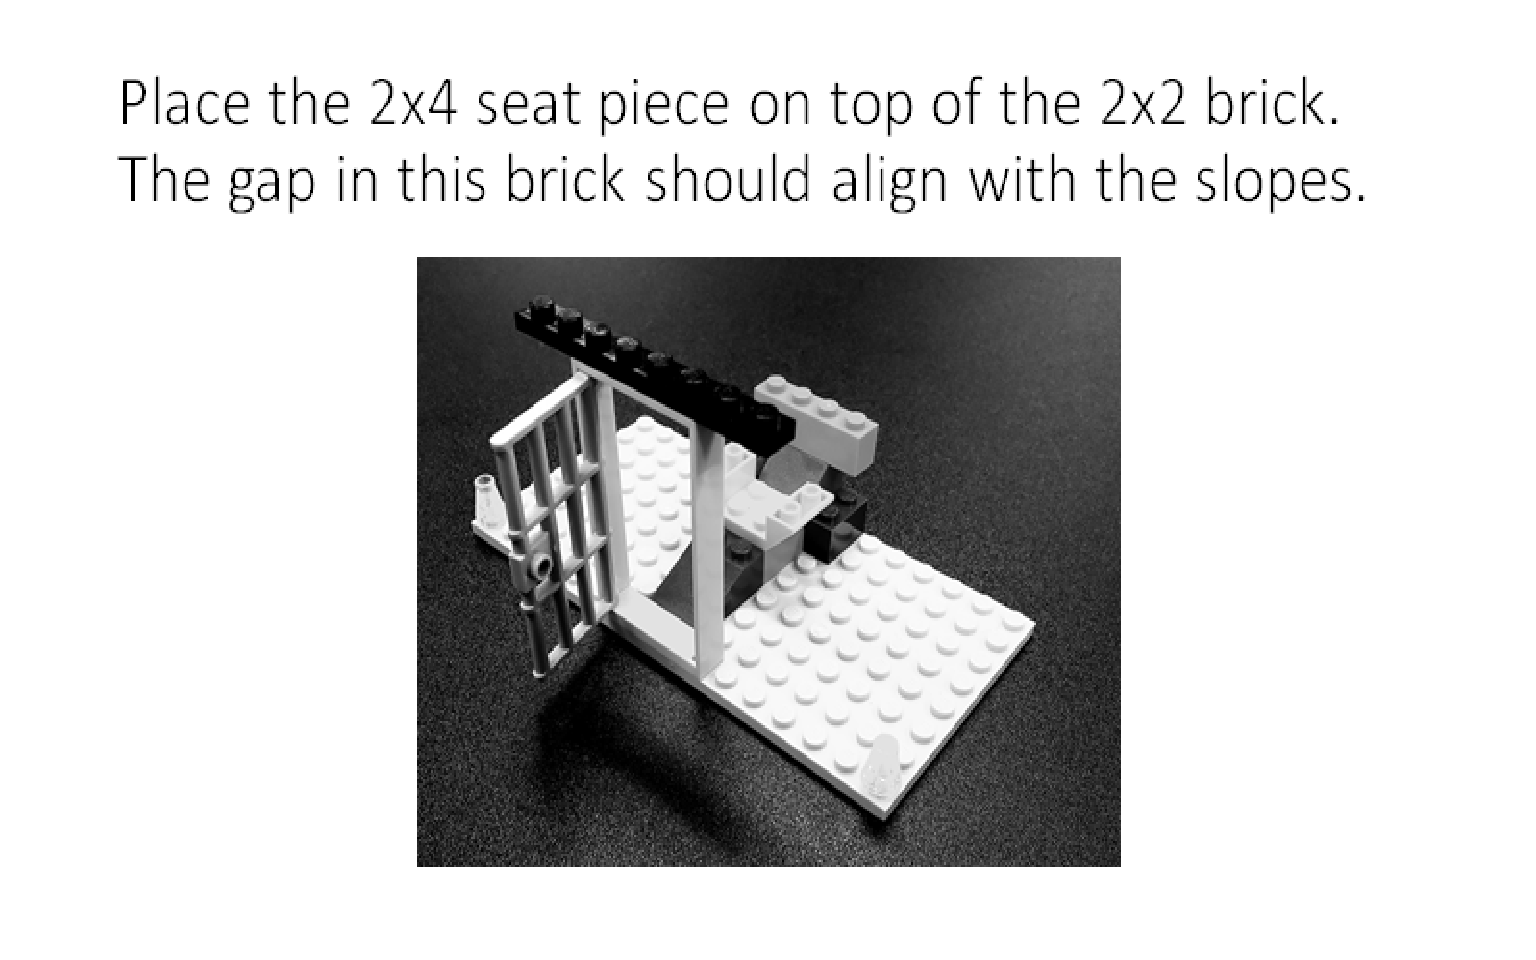 Place the 2x4 seat piece on top of the 2x2 brick.
The gap in this brick should align with the slopes.